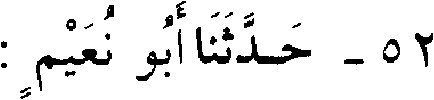 ٥٢ - حَدَّثَنَا أَبُو نُعَيْمٍ :